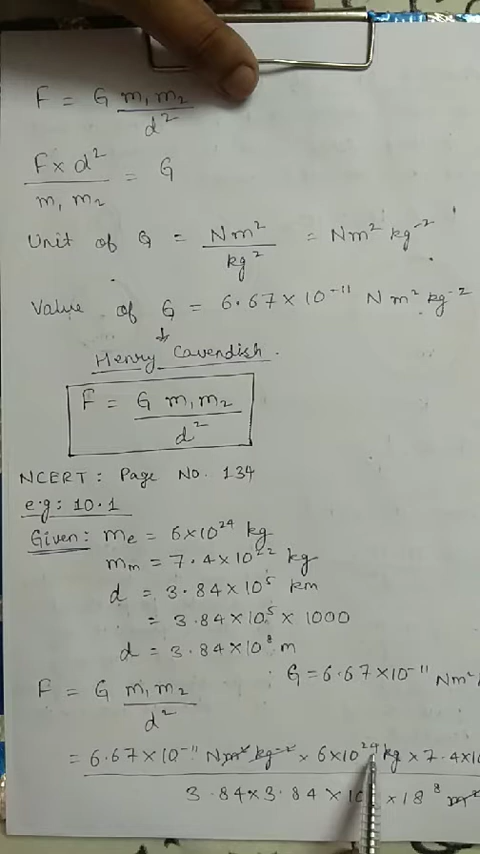 F = G m₁m₂ / d²
F × d² / m₁ m₂ = G
Unit of G = Nm² / kg² = Nm² kg⁻²
Value of G = 6.67 × 10⁻¹¹ N m² kg⁻²
↓
Henry Cavendish.
F = G m₁m₂ / d²
NCERT: Page No. 134
e.g: 10.1
Given: me = 6×10²⁴ kg
mm = 7.4×10²² kg
d = 3.84×10⁵ km
= 3.84×10⁵ × 1000
d = 3.84×10⁸ m
; G = 6.67×10⁻¹¹ Nm²
F = G m₁m₂ / d²
= 6.67×10⁻¹¹ Nm² kg⁻² × 6×10²⁴ kg × 7.4×10
3.84×3.84 × 10 × 10⁸ m²